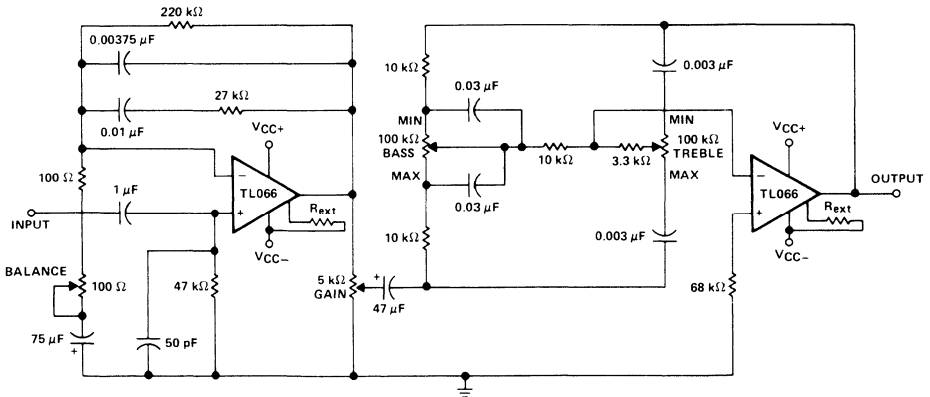 220 kΩ
0.00375 µF
0.01 µF
27 kΩ
100 Ω
1 µF
INPUT
VCC+
−
+
TL066
Rext
VCC−
BALANCE
100 Ω
75 µF
+
50 pF
47 kΩ
5 kΩ
GAIN
+
47 µF
10 kΩ
0.03 µF
MIN
100 kΩ
BASS
MAX
0.03 µF
10 kΩ
10 kΩ
3.3 kΩ
0.003 µF
MIN
100 kΩ
TREBLE
MAX
0.003 µF
VCC+
−
+
TL066
Rext
VCC−
OUTPUT
68 kΩ